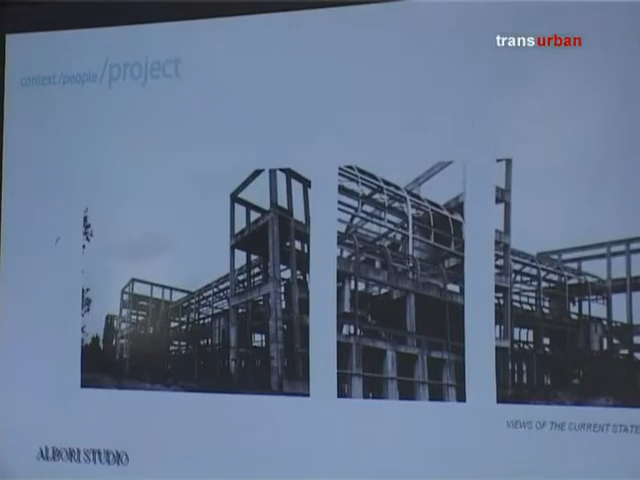 transurban
context/people/project
VIEWS OF THE CURRENT STATE
ALBORI STUDIO